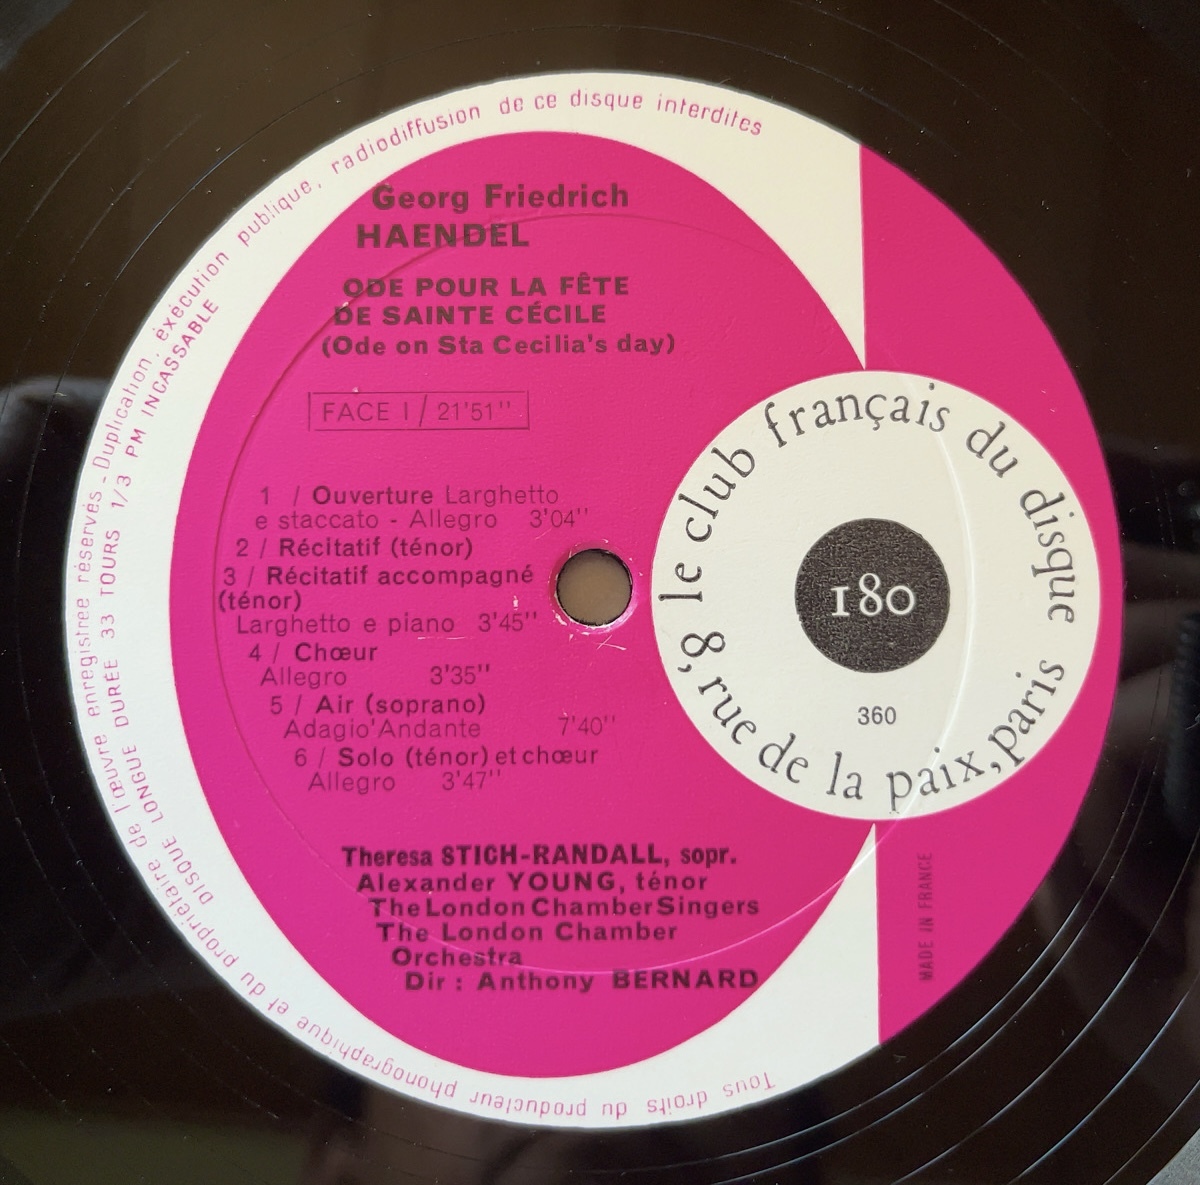 Georg Friedrich
HAENDEL
ODE POUR LA FÊTE
DE SAINTE CÉCILE
(Ode on Sta Cecilia's day)
FACE I / 21'51''
1 / Ouverture Larghetto
e staccato - Allegro 3'04''
2 / Récitatif (ténor)
3 / Récitatif accompagné
(ténor)
Larghetto e piano 3'45''
4 / Chœur
Allegro 3'35''
5 / Air (soprano)
Adagio'Andante 7'40''
6 / Solo (ténor) et chœur
Allegro 3'47''
Theresa STICH-RANDALL, sopr.
Alexander YOUNG, ténor
The London Chamber Singers
The London Chamber
Orchestra
Dir : Anthony BERNARD
le club français du disque
8, rue de la paix, paris
180
360
MADE IN FRANCE
Tous droits du producteur phonographique et du propriétaire de l'œuvre enregistree réservés - Duplication, éxécution publique, radiodiffusion de ce disque interdites
DISQUE LONGUE DURÉE 33 TOURS 1/3 PM INCASSABLE